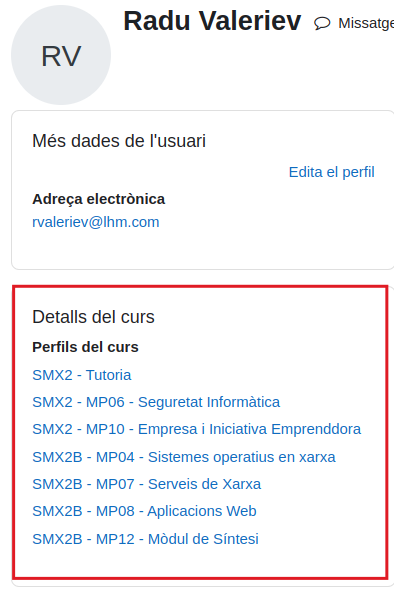 RV
Radu Valeriev
Missatge
Més dades de l'usuari
Edita el perfil
Adreça electrònica
rvaleriev@lhm.com
Detalls del curs
Perfils del curs
SMX2 - Tutoria
SMX2 - MP06 - Seguretat Informàtica
SMX2 - MP10 - Empresa i Iniciativa Emprenddora
SMX2B - MP04 - Sistemes operatius en xarxa
SMX2B - MP07 - Serveis de Xarxa
SMX2B - MP08 - Aplicacions Web
SMX2B - MP12 - Mòdul de Síntesi